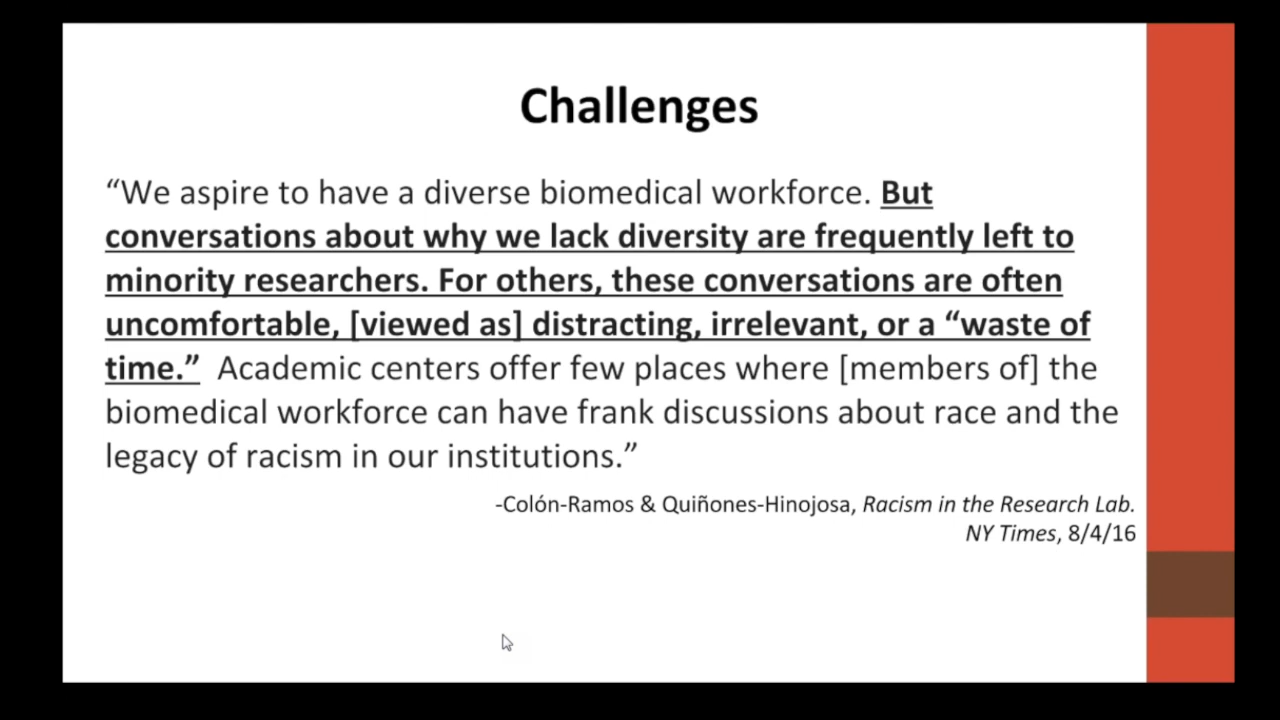 Challenges
“We aspire to have a diverse biomedical workforce. But
conversations about why we lack diversity are frequently left to
minority researchers. For others, these conversations are often
uncomfortable, [viewed as] distracting, irrelevant, or a “waste of
time.”  Academic centers offer few places where [members of] the
biomedical workforce can have frank discussions about race and the
legacy of racism in our institutions.”
-Colón-Ramos & Quiñones-Hinojosa, Racism in the Research Lab.
NY Times, 8/4/16